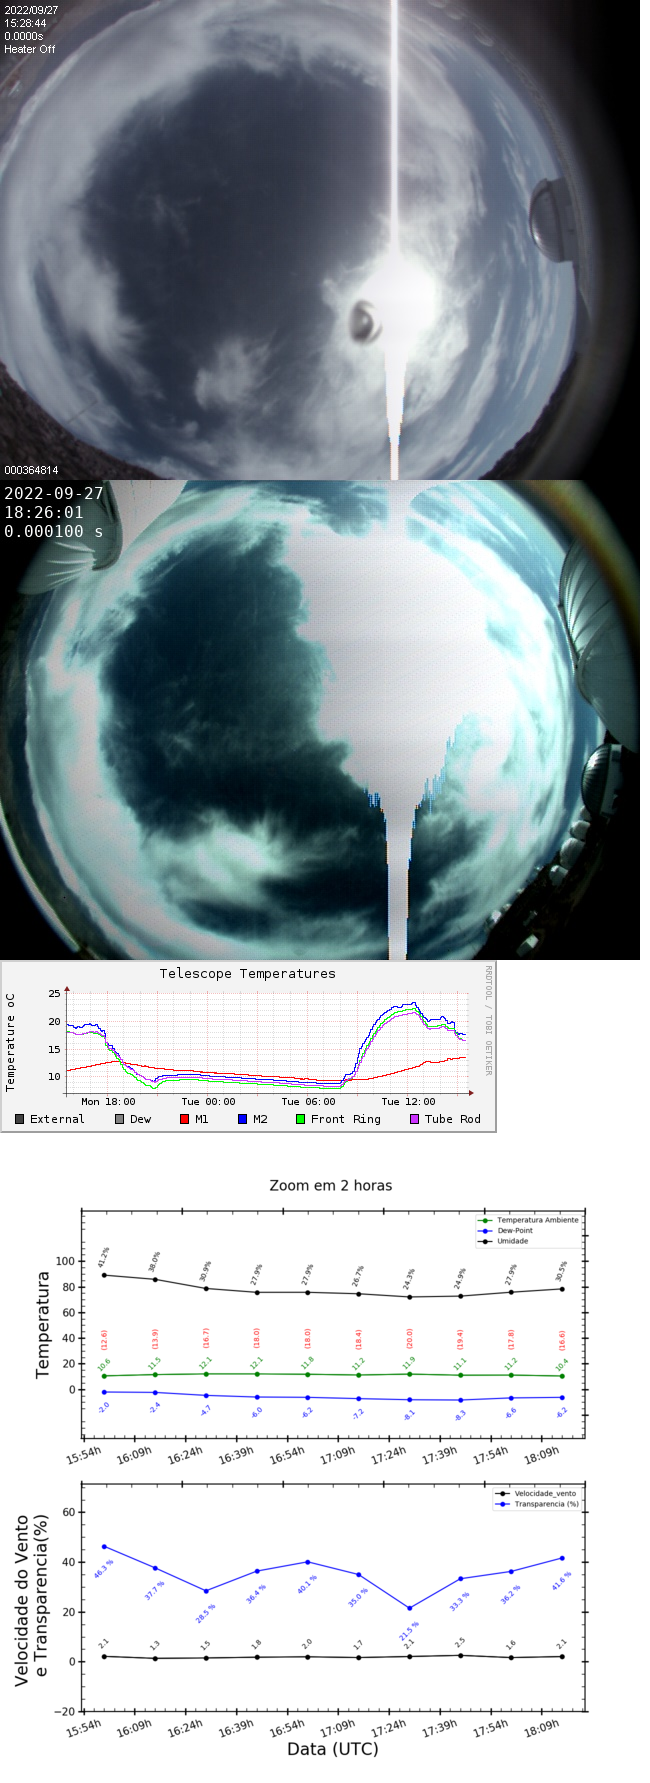 2022/09/27
15:28:44
0.0000s
Heater Off
000364814
2022-09-27
18:26:01
0.000100 s
Telescope Temperatures
RRDTOOL / TOBI OETIKER
Temperature oC
25
20
15
10
Mon 18:00 Tue 00:00 Tue 06:00 Tue 12:00
External Dew M1 M2 Front Ring Tube Rod
Zoom em 2 horas
Temperatura Ambiente
Dew-Point
Umidade
Temperatura
100
80
60
40
20
0
41.2% 38.0% 30.9% 27.9% 27.9% 26.7% 24.3% 24.9% 27.9% 30.5%
(12.6) (13.9) (16.7) (18.0) (18.0) (18.4) (20.0) (19.4) (17.8) (16.6)
10.6 11.5 12.1 12.1 11.8 11.2 11.9 11.1 11.2 10.4
-2.0 -2.4 -4.7 -6.0 -6.2 -7.2 -8.1 -8.3 -6.6 -6.2
15:54h 16:09h 16:24h 16:39h 16:54h 17:09h 17:24h 17:39h 17:54h 18:09h
Velocidade_vento
Transparencia (%)
Velocidade do Vento
e Transparencia(%)
60
40
20
0
−20
46.3 % 37.7 % 28.5 % 36.4 % 40.1 % 35.0 % 21.5 % 33.3 % 36.2 % 41.6 %
2.1 1.3 1.5 1.8 2.0 1.7 2.1 2.5 1.6 2.1
15:54h 16:09h 16:24h 16:39h 16:54h 17:09h 17:24h 17:39h 17:54h 18:09h
Data (UTC)